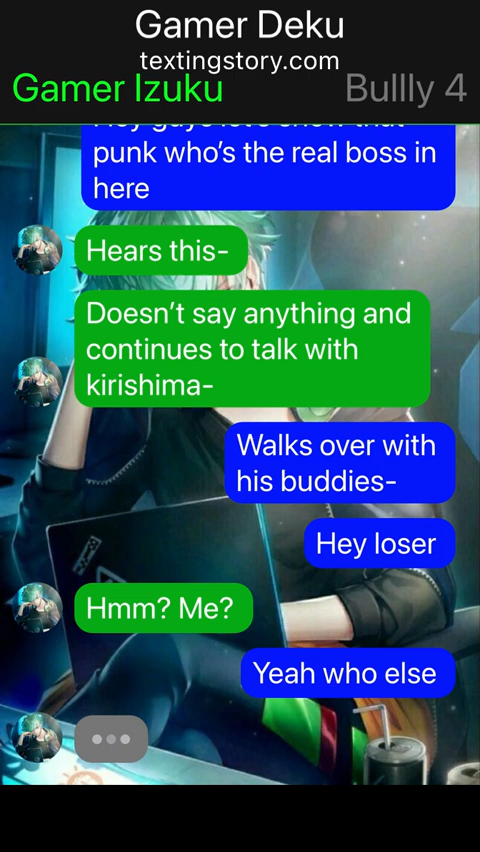 Gamer Deku
textingstory.com
Gamer Izuku
Bullly 4
punk who's the real boss in
here
Hears this-
Doesn't say anything and
continues to talk with
kirishima-
Walks over with
his buddies-
Hey loser
Hmm? Me?
Yeah who else